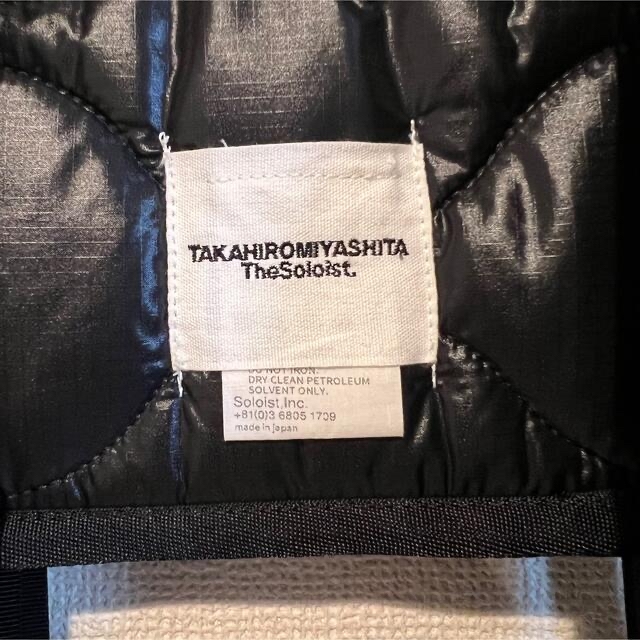 TAKAHIROMIYASHITA
TheSoloist.
DO NOT IRON.
DRY CLEAN PETROLEUM
SOLVENT ONLY.
Soloist,Inc.
+81(0)3 6805 1709
made in japan